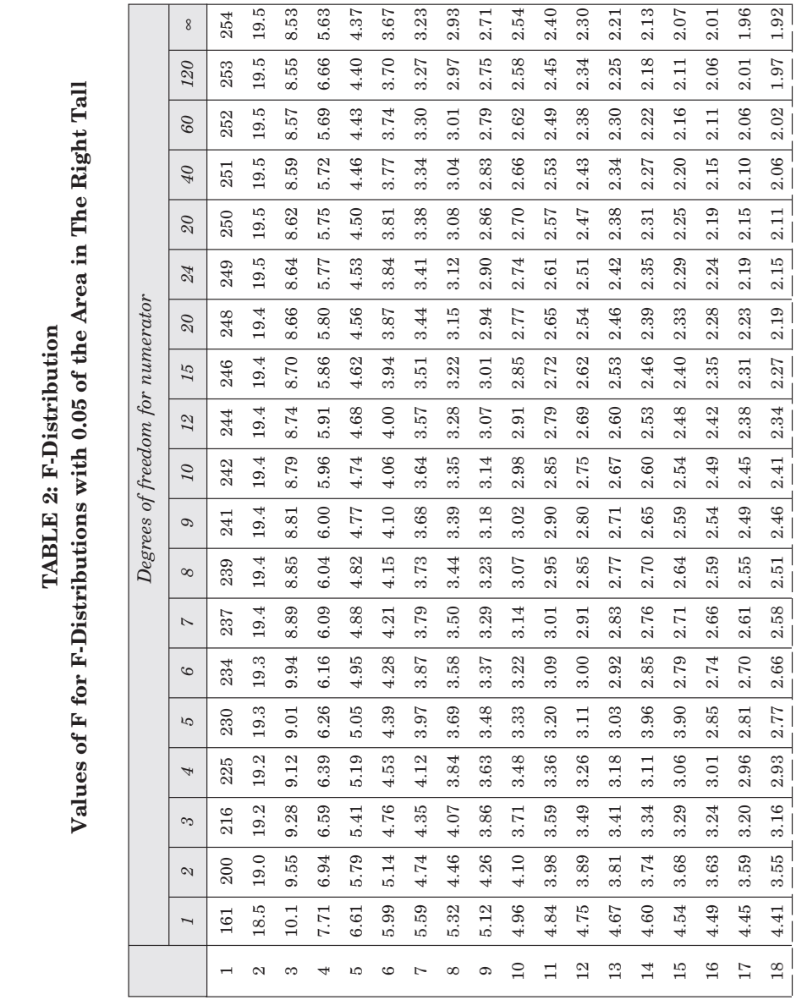 TABLE 2: F-Distribution
Values of F for F-Distributions with 0.05 of the Area in The Right Tall
Degrees of freedom for numerator
1 2 3 4 5 6 7 8 9 10 12 15 20 24 20 40 60 120 ∞
1 161 200 216 225 230 234 237 239 241 242 244 246 248 249 250 251 252 253 254
2 18.5 19.0 19.2 19.2 19.3 19.3 19.4 19.4 19.4 19.4 19.4 19.4 19.4 19.5 19.5 19.5 19.5 19.5 19.5
3 10.1 9.55 9.28 9.12 9.01 9.94 8.89 8.85 8.81 8.79 8.74 8.70 8.66 8.64 8.62 8.59 8.57 8.55 8.53
4 7.71 6.94 6.59 6.39 6.26 6.16 6.09 6.04 6.00 5.96 5.91 5.86 5.80 5.77 5.75 5.72 5.69 6.66 5.63
5 6.61 5.79 5.41 5.19 5.05 4.95 4.88 4.82 4.77 4.74 4.68 4.62 4.56 4.53 4.50 4.46 4.43 4.40 4.37
6 5.99 5.14 4.76 4.53 4.39 4.28 4.21 4.15 4.10 4.06 4.00 3.94 3.87 3.84 3.81 3.77 3.74 3.70 3.67
7 5.59 4.74 4.35 4.12 3.97 3.87 3.79 3.73 3.68 3.64 3.57 3.51 3.44 3.41 3.38 3.34 3.30 3.27 3.23
8 5.32 4.46 4.07 3.84 3.69 3.58 3.50 3.44 3.39 3.35 3.28 3.22 3.15 3.12 3.08 3.04 3.01 2.97 2.93
9 5.12 4.26 3.86 3.63 3.48 3.37 3.29 3.23 3.18 3.14 3.07 3.01 2.94 2.90 2.86 2.83 2.79 2.75 2.71
10 4.96 4.10 3.71 3.48 3.33 3.22 3.14 3.07 3.02 2.98 2.91 2.85 2.77 2.74 2.70 2.66 2.62 2.58 2.54
11 4.84 3.98 3.59 3.36 3.20 3.09 3.01 2.95 2.90 2.85 2.79 2.72 2.65 2.61 2.57 2.53 2.49 2.45 2.40
12 4.75 3.89 3.49 3.26 3.11 3.00 2.91 2.85 2.80 2.75 2.69 2.62 2.54 2.51 2.47 2.43 2.38 2.34 2.30
13 4.67 3.81 3.41 3.18 3.03 2.92 2.83 2.77 2.71 2.67 2.60 2.53 2.46 2.42 2.38 2.34 2.30 2.25 2.21
14 4.60 3.74 3.34 3.11 3.96 2.85 2.76 2.70 2.65 2.60 2.53 2.46 2.39 2.35 2.31 2.27 2.22 2.18 2.13
15 4.54 3.68 3.29 3.06 3.90 2.79 2.71 2.64 2.59 2.54 2.48 2.40 2.33 2.29 2.25 2.20 2.16 2.11 2.07
16 4.49 3.63 3.24 3.01 2.85 2.74 2.66 2.59 2.54 2.49 2.42 2.35 2.28 2.24 2.19 2.15 2.11 2.06 2.01
17 4.45 3.59 3.20 2.96 2.81 2.70 2.61 2.55 2.49 2.45 2.38 2.31 2.23 2.19 2.15 2.10 2.06 2.01 1.96
18 4.41 3.55 3.16 2.93 2.77 2.66 2.58 2.51 2.46 2.41 2.34 2.27 2.19 2.15 2.11 2.06 2.02 1.97 1.92